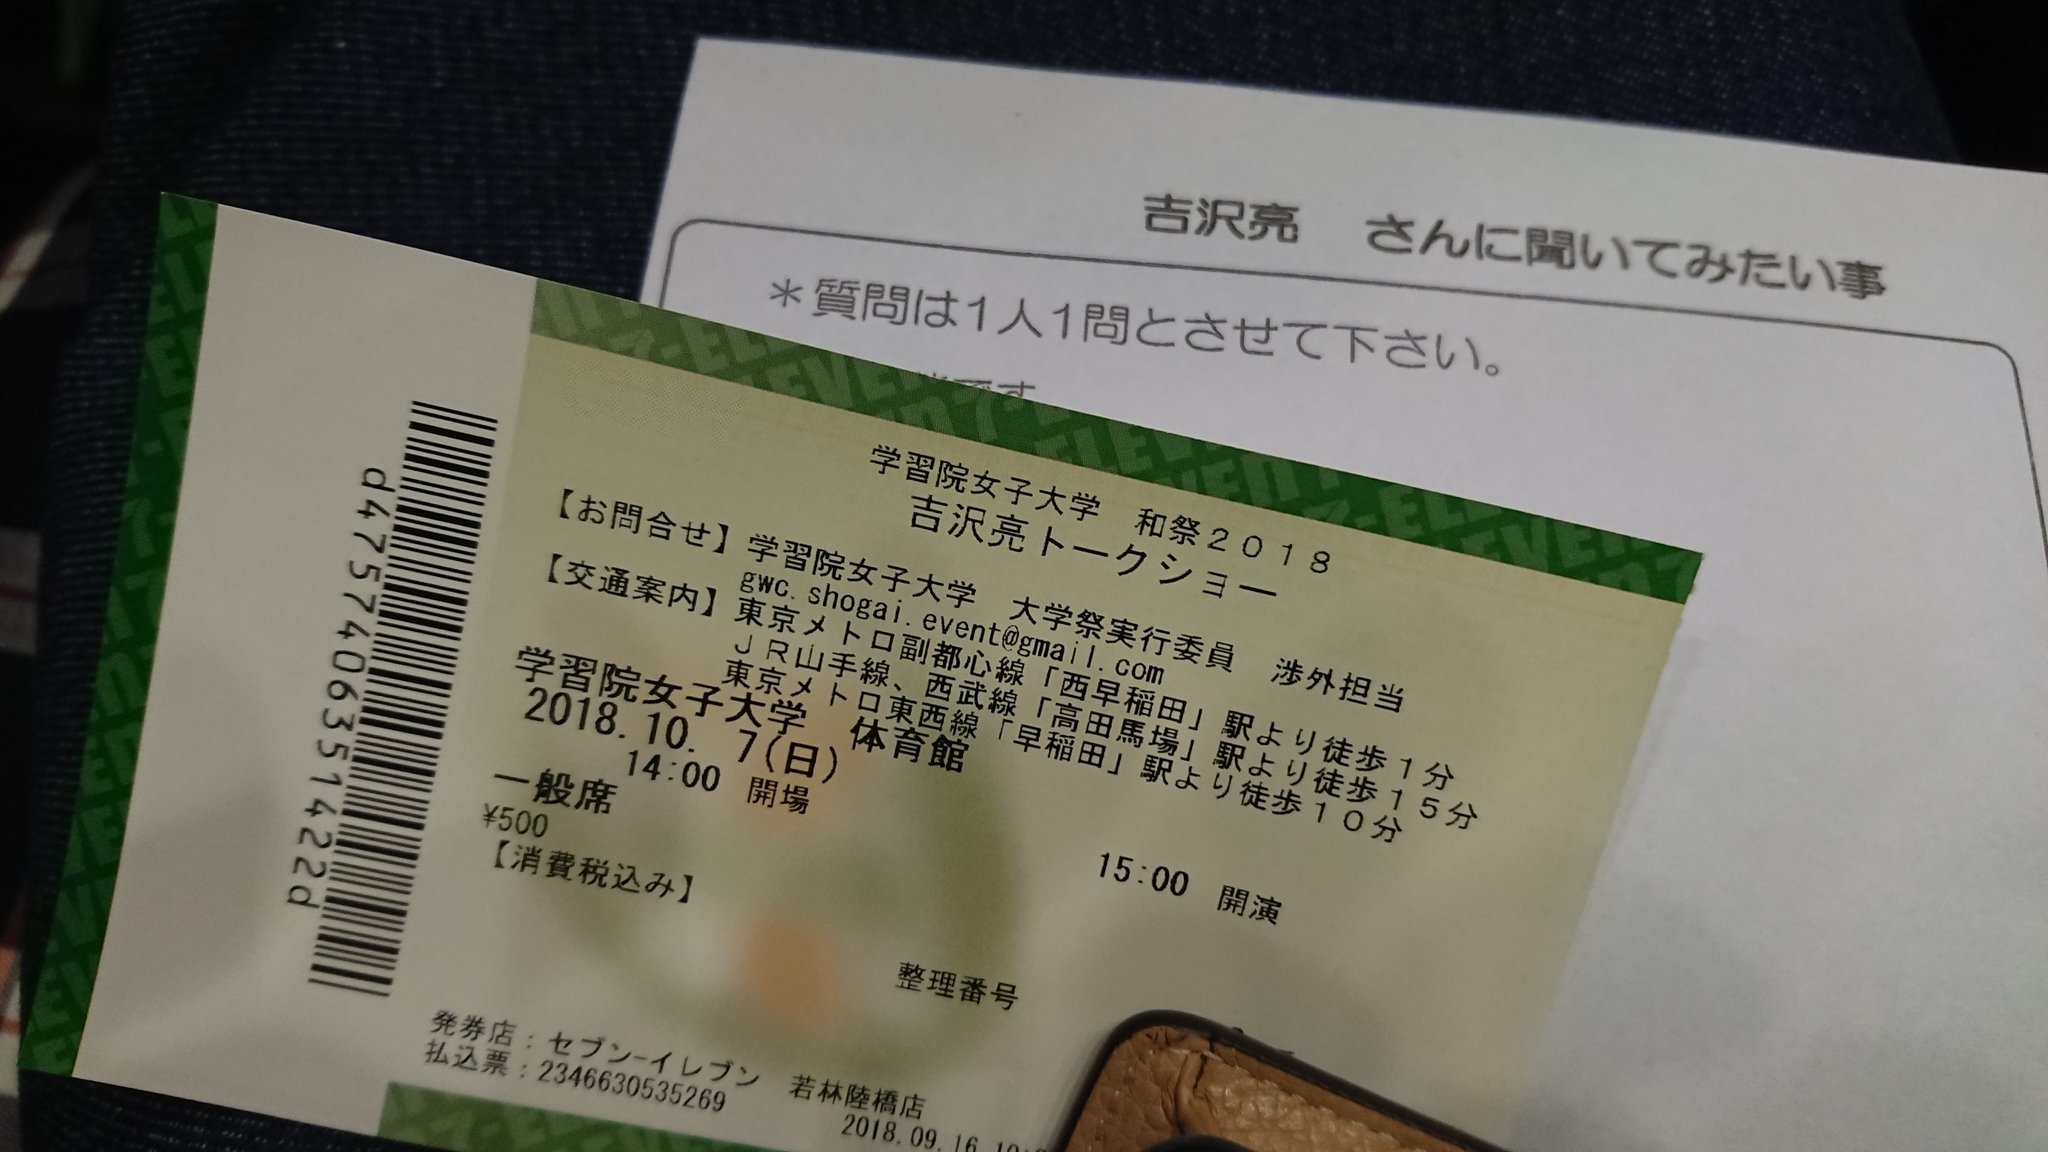 吉沢亮　さんに聞いてみたい事
＊質問は1人1問とさせて下さい。
です
学習院女子大学　和祭２０１８
吉沢亮トークショー
【お問合せ】学習院女子大学　大学祭実行委員　渉外担当
gwc.shogai.event@gmail.com
【交通案内】東京メトロ副都心線「西早稲田」駅より徒歩１分
ＪＲ山手線、西武線「高田馬場」駅より徒歩１５分
東京メトロ東西線「早稲田」駅より徒歩１０分
学習院女子大学　体育館
2018.10. 7(日)
14:00 開場　15:00 開演
一般席
¥500
【消費税込み】
整理番号
発券店：セブン-イレブン　若林陸橋店
払込票：2346630535269
2018.09.16
d4757406351422d
7-ELEVEn